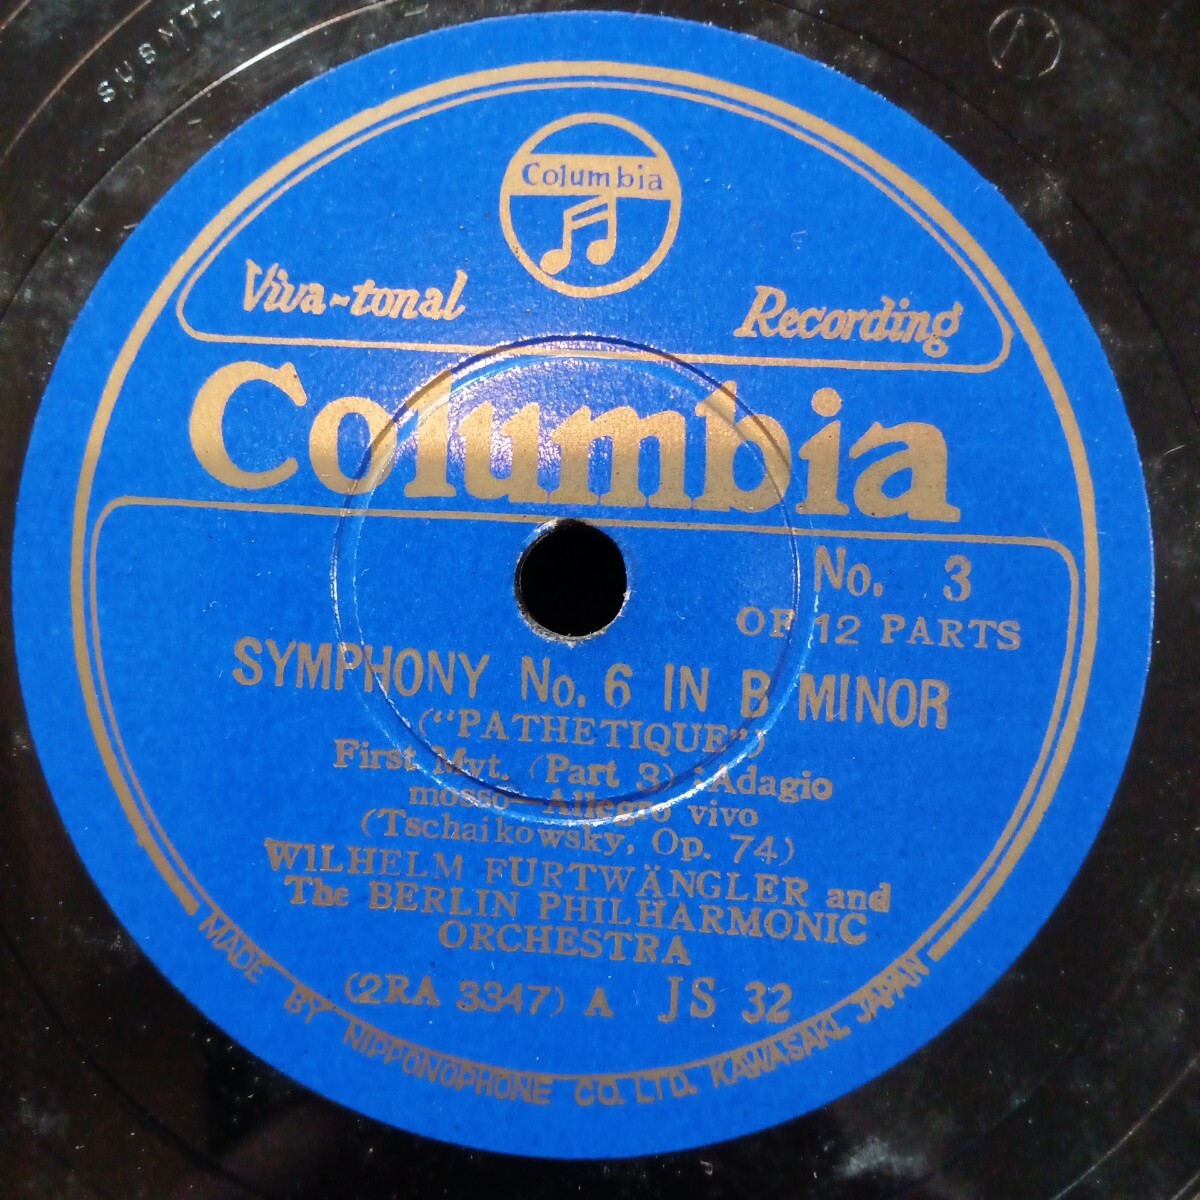 SUBMTC
N
Columbia
Viva-tonal Recording
Columbia
No. 3
OF 12 PARTS
SYMPHONY No. 6 IN B MINOR
("PATHETIQUE")
First Mvt. (Part 3) : Adagio
mosso—Allegro vivo
(Tschaikowsky, Op. 74)
WILHELM FURTWÄNGLER and
The BERLIN PHILHARMONIC
ORCHESTRA
(2RA 3347) A JS 32
MADE BY NIPPONOPHONE CO. LTD. KAWASAKI, JAPAN